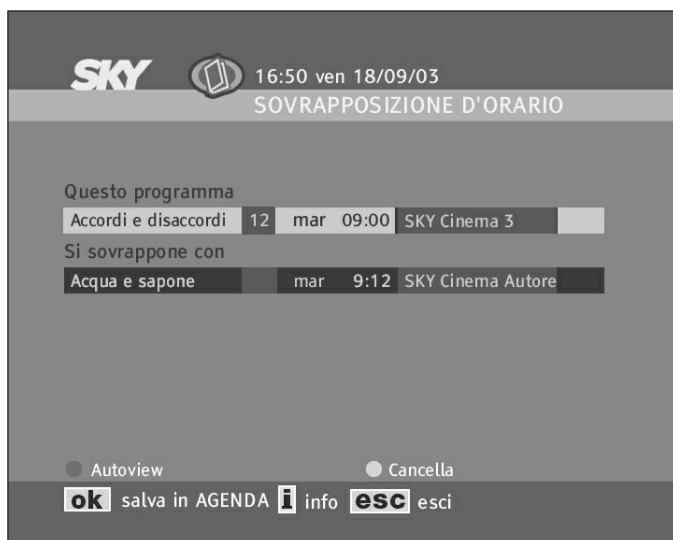 SKY 16:50 ven 18/09/03
SOVRAPPOSIZIONE D'ORARIO
Questo programma
Accordi e disaccordi 12 mar 09:00 SKY Cinema 3
Si sovrappone con
Acqua e sapone mar 9:12 SKY Cinema Autore
Autoview Cancella
ok salva in AGENDA i info esc esci